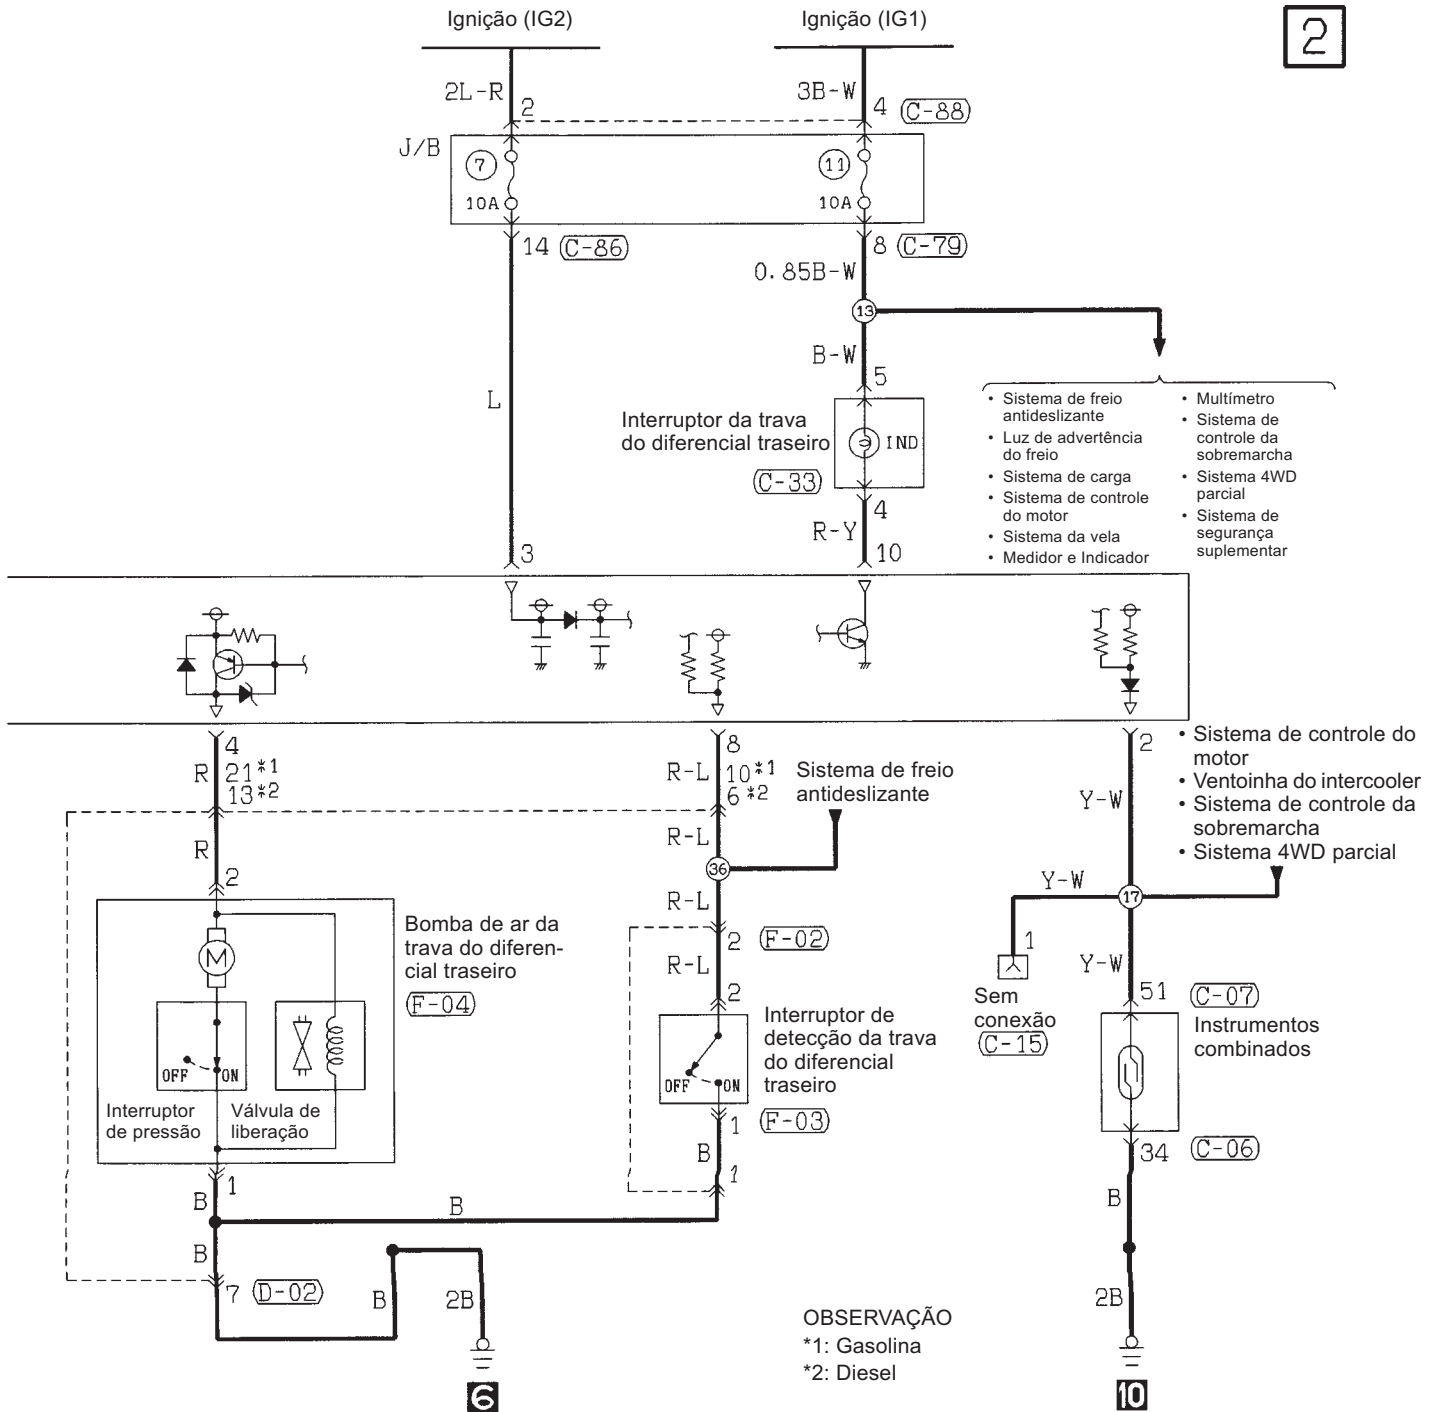 Ignição (IG2)
Ignição (IG1)
2
2L-R
2
3B-W
4
C-88
J/B
7
10A
11
10A
14
C-86
8
C-79
0.85B-W
13
B-W
5
L
Interruptor da trava
do diferencial traseiro
IND
C-33
4
R-Y
10
3
• Sistema de freio
antideslizante
• Luz de advertência
do freio
• Sistema de carga
• Sistema de controle
do motor
• Sistema da vela
• Medidor e Indicador
• Multímetro
• Sistema de
controle da
sobremarcha
• Sistema 4WD
parcial
• Sistema de
segurança
suplementar
4
R
21*1
13*2
R
2
8
R-L
10*1
6*2
R-L
36
Sistema de freio
antideslizante
R-L
2
F-02
R-L
2
2
Y-W
• Sistema de controle do
motor
• Ventoinha do intercooler
• Sistema de controle da
sobremarcha
• Sistema 4WD parcial
Y-W
17
1
Sem
conexão
C-15
Y-W
51
C-07
Instrumentos
combinados
34
C-06
B
2B
10
Bomba de ar da
trava do diferen-
cial traseiro
F-04
M
OFF
ON
Interruptor
de pressão
Válvula de
liberação
1
B
B
B
7
D-02
B
2B
6
Interruptor de
detecção da trava
do diferencial
traseiro
OFF
ON
1
F-03
B
1
OBSERVAÇÃO
*1: Gasolina
*2: Diesel